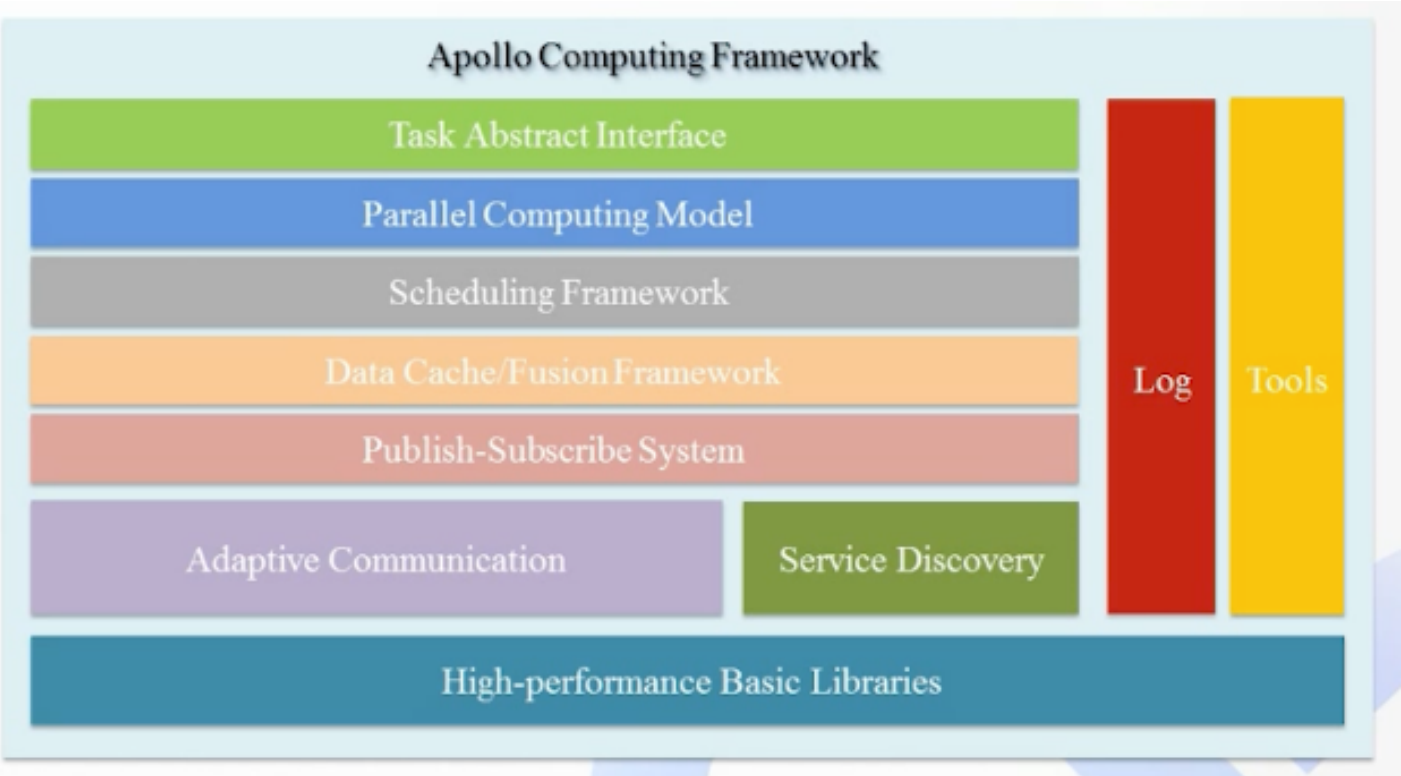 Apollo Computing Framework
Task Abstract Interface
Parallel Computing Model
Scheduling Framework
Data Cache/Fusion Framework
Publish-Subscribe System
Adaptive Communication
Service Discovery
Log
Tools
High-performance Basic Libraries